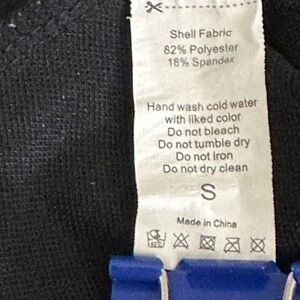 Shell Fabric
82% Polyester
18% Spandex
Hand wash cold water
with liked color
Do not bleach
Do not tumble dry
Do not iron
Do not dry clean
S
Made in China